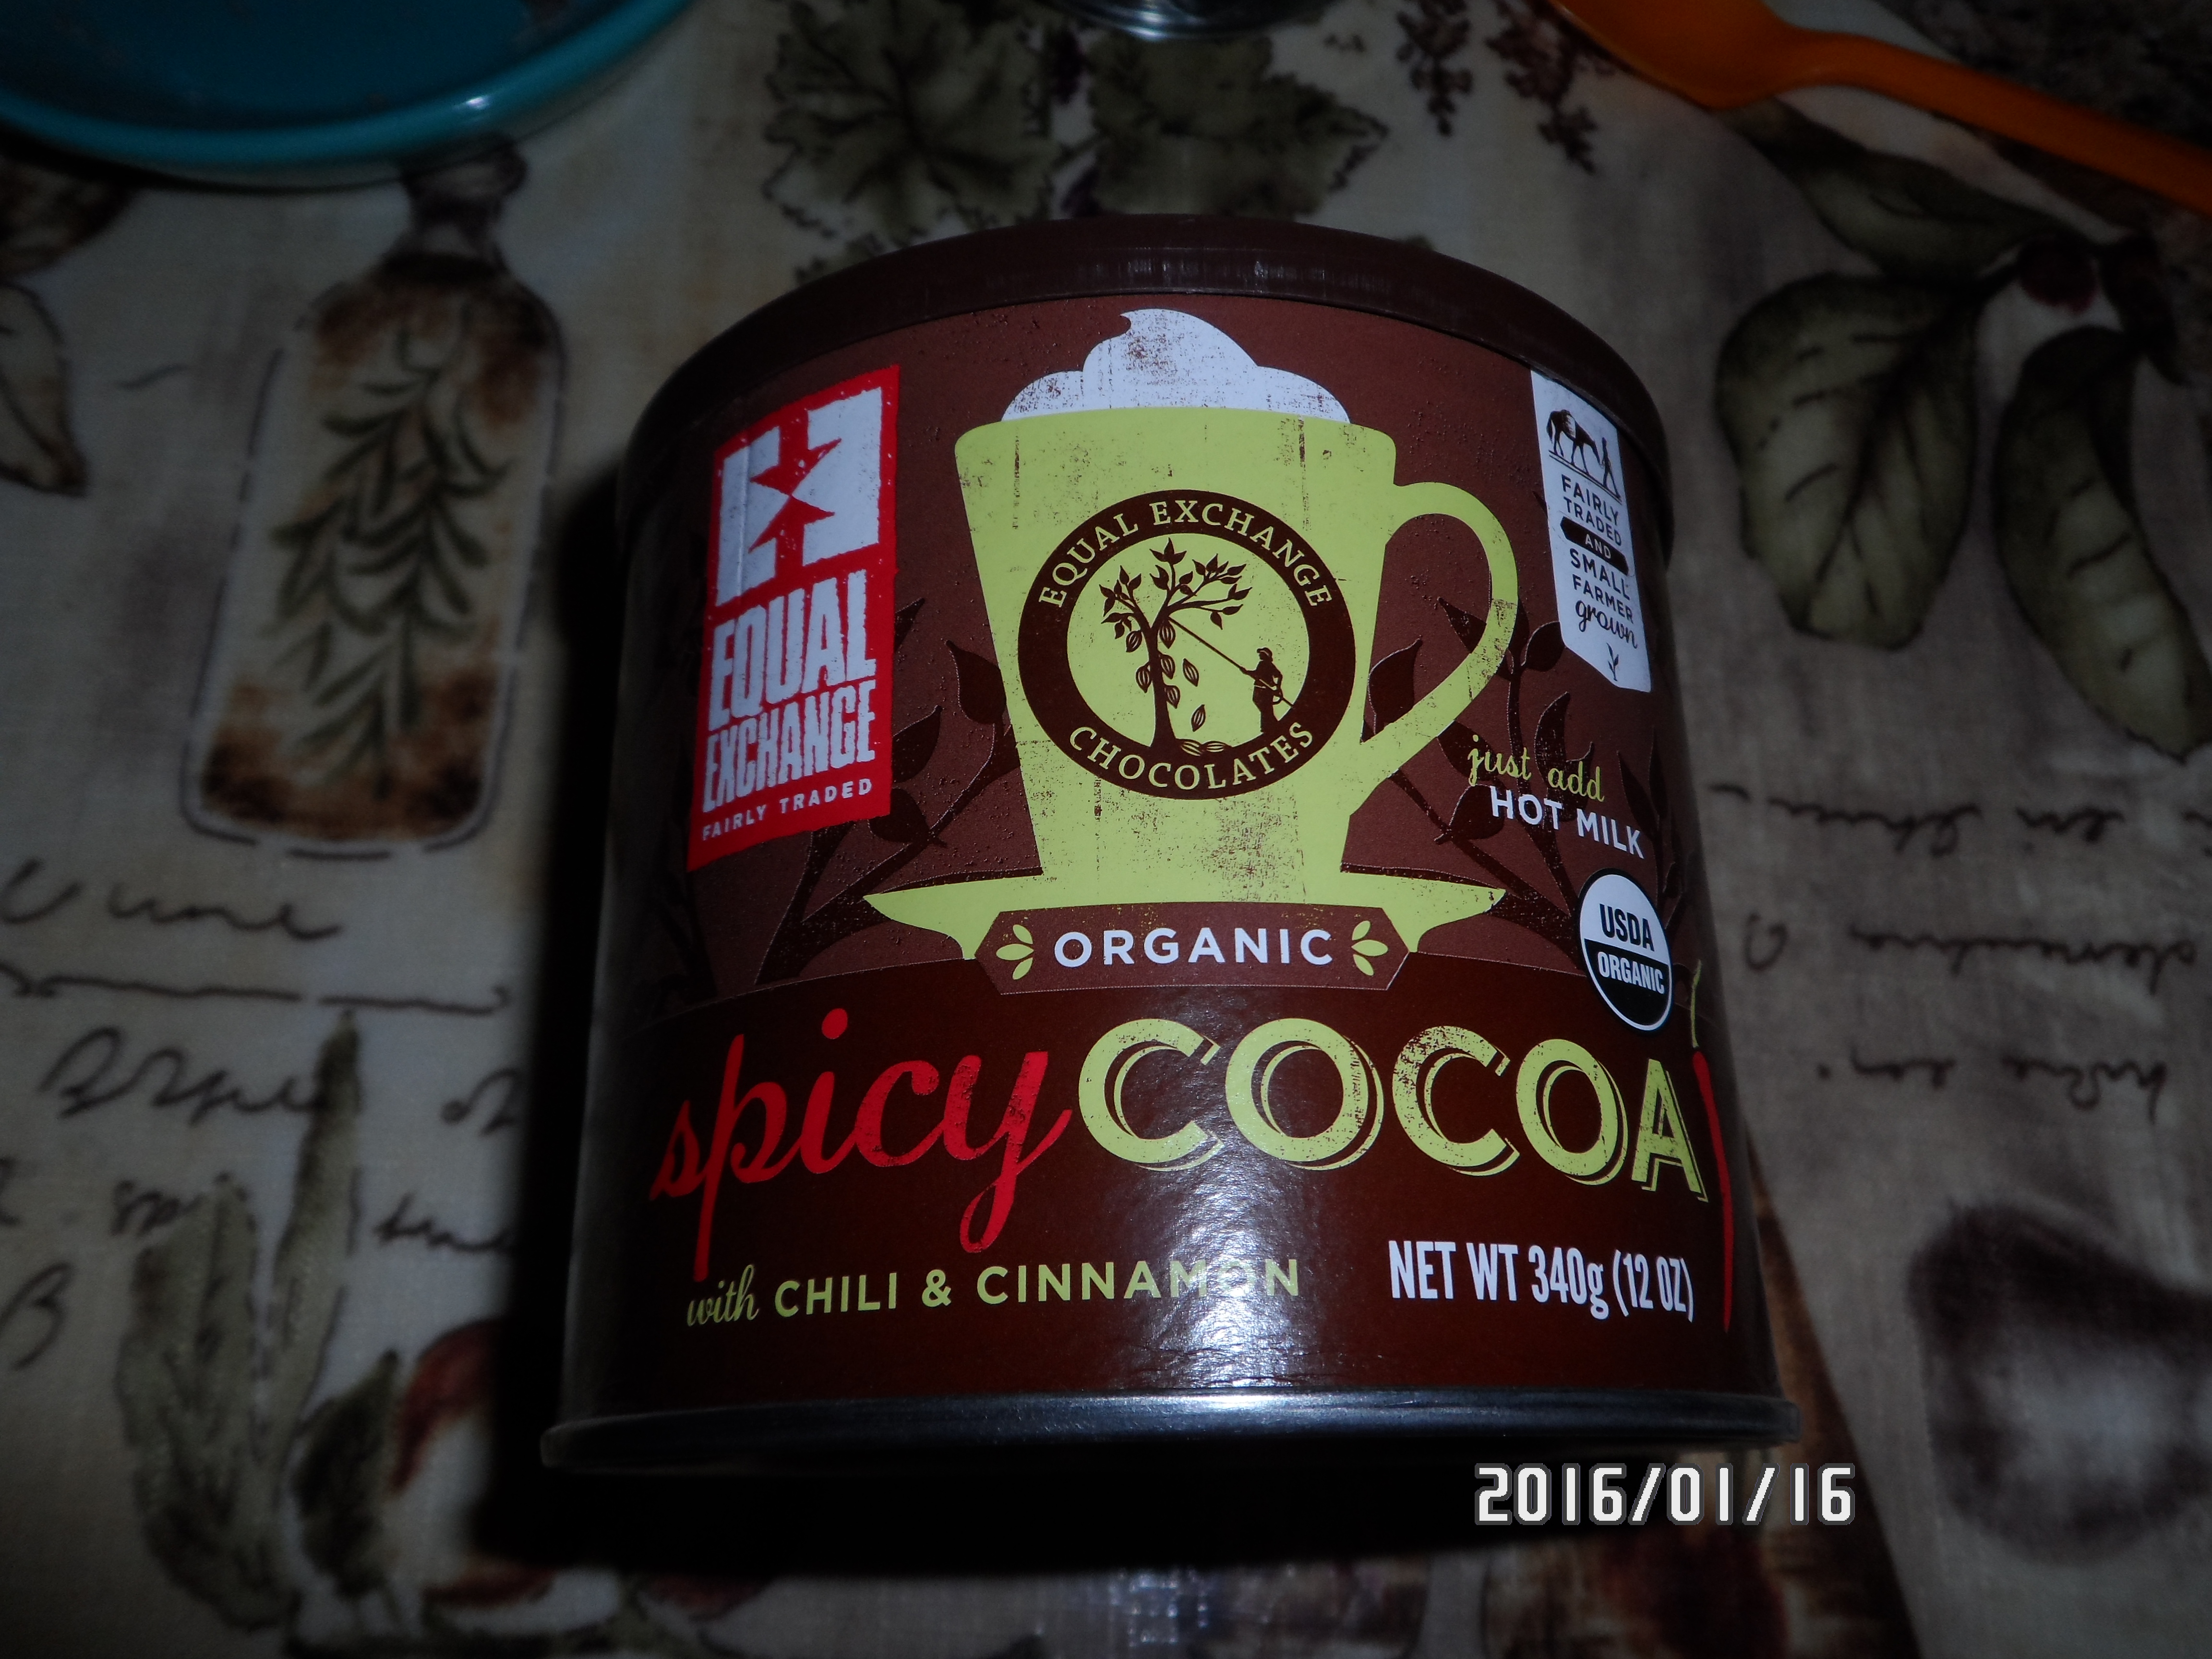 EQUAL
EXCHANGE
FAIRLY TRADED
EQUAL EXCHANGE
CHOCOLATES
FAIRLY
TRADED
AND
SMALL
FARMER
grown
just add
HOT MILK
USDA
ORGANIC
ORGANIC
spicy COCOA
with CHILI & CINNAMON
NET WT 340g (12 OZ)
2016/01/16